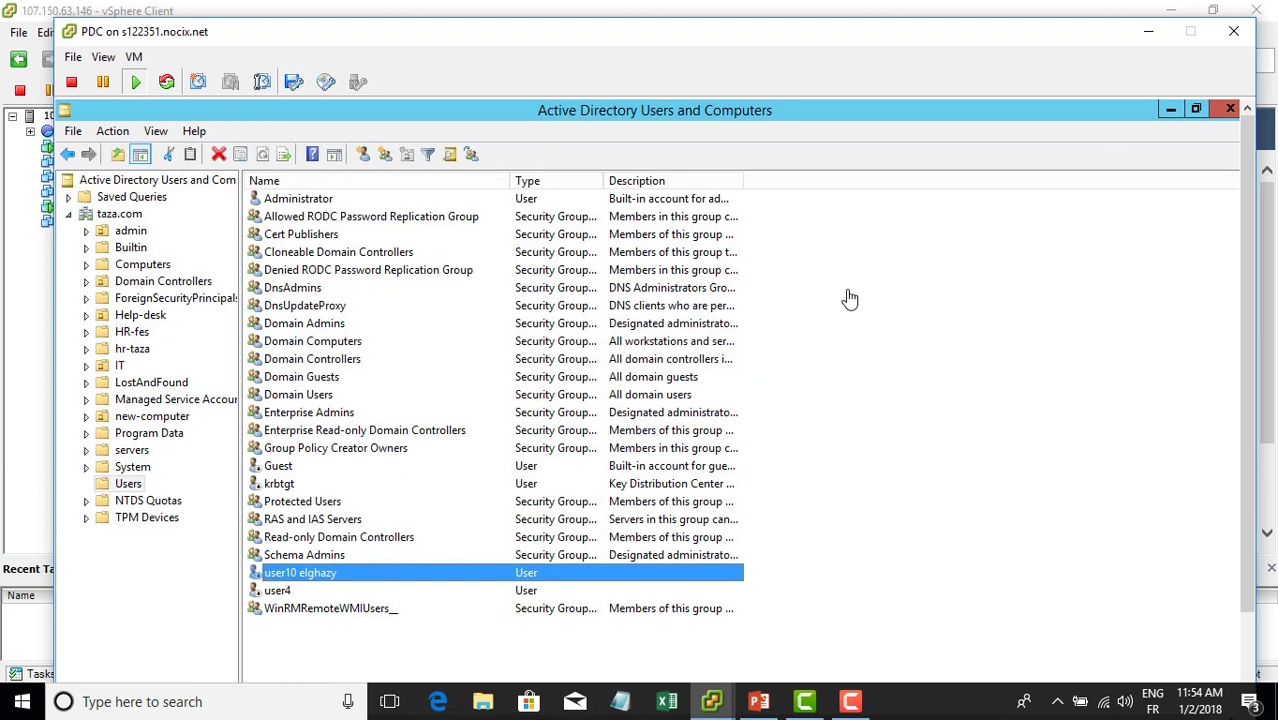 107.150.63.146 - vSphere Client
File Edi
PDC on s122351.nocix.net
File View VM
Active Directory Users and Computers
File Action View Help
Active Directory Users and Com
Saved Queries
taza.com
admin
Builtin
Computers
Domain Controllers
ForeignSecurityPrincipals
Help-desk
HR-fes
hr-taza
IT
LostAndFound
Managed Service Accou
new-computer
Program Data
servers
System
Users
NTDS Quotas
TPM Devices
Name Type Description
Administrator User Built-in account for ad...
Allowed RODC Password Replication Group Security Group... Members in this group c...
Cert Publishers Security Group... Members of this group ...
Cloneable Domain Controllers Security Group... Members of this group t...
Denied RODC Password Replication Group Security Group... Members in this group c...
DnsAdmins Security Group... DNS Administrators Gro...
DnsUpdateProxy Security Group... DNS clients who are per...
Domain Admins Security Group... Designated administrato...
Domain Computers Security Group... All workstations and ser...
Domain Controllers Security Group... All domain controllers i...
Domain Guests Security Group... All domain guests
Domain Users Security Group... All domain users
Enterprise Admins Security Group... Designated administrato...
Enterprise Read-only Domain Controllers Security Group... Members of this group ...
Group Policy Creator Owners Security Group... Members in this group c...
Guest User Built-in account for gue...
krbtgt User Key Distribution Center ...
Protected Users Security Group... Members of this group ...
RAS and IAS Servers Security Group... Servers in this group can...
Read-only Domain Controllers Security Group... Members of this group ...
Schema Admins Security Group... Designated administrato...
user10 elghazy User
user4 User
WinRMRemoteWMIUsers__ Security Group... Members of this group ...
10
Recent Ta
Name
Tasks
Type here to search
ENG
FR
11:54 AM
1/2/2018
3